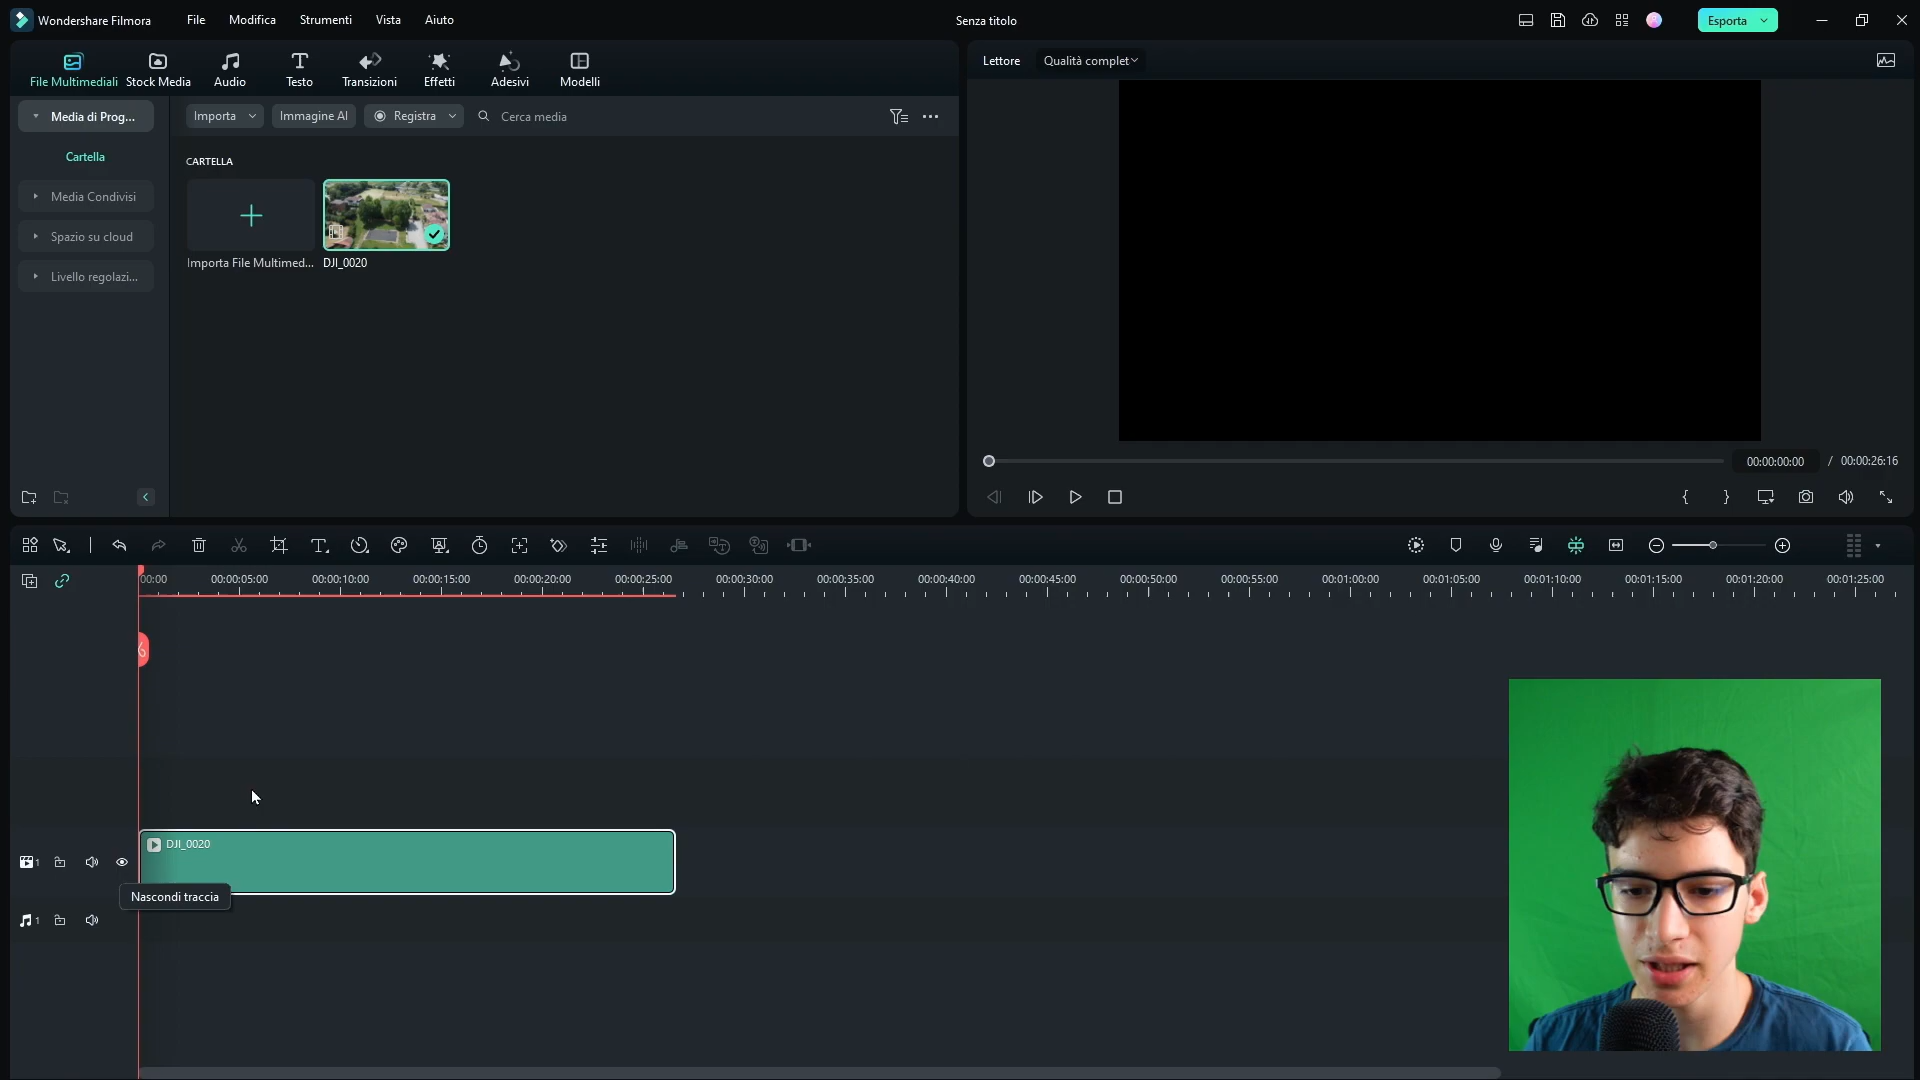 Wondershare Filmora File Modifica Strumenti Vista Aiuto Senza titolo Esporta
File Multimediali Stock Media Audio Testo Transizioni Effetti Adesivi Modelli
Lettore Qualità complet
Media di Prog... Importa Immagine AI Registra Cerca media
Cartella
CARTELLA
Media Condivisi
Spazio su cloud
Livello regolazi...
Importa File Multimed... DJI_0020
00:00:00:00 / 00:00:26:16
{ }
00:00 00:00:05:00 00:00:10:00 00:00:15:00 00:00:20:00 00:00:25:00 00:00:30:00 00:00:35:00 00:00:40:00 00:00:45:00 00:00:50:00 00:00:55:00 00:01:00:00 00:01:05:00 00:01:10:00 00:01:15:00 00:01:20:00 00:01:25:00
DJI_0020
1
Nascondi traccia
1